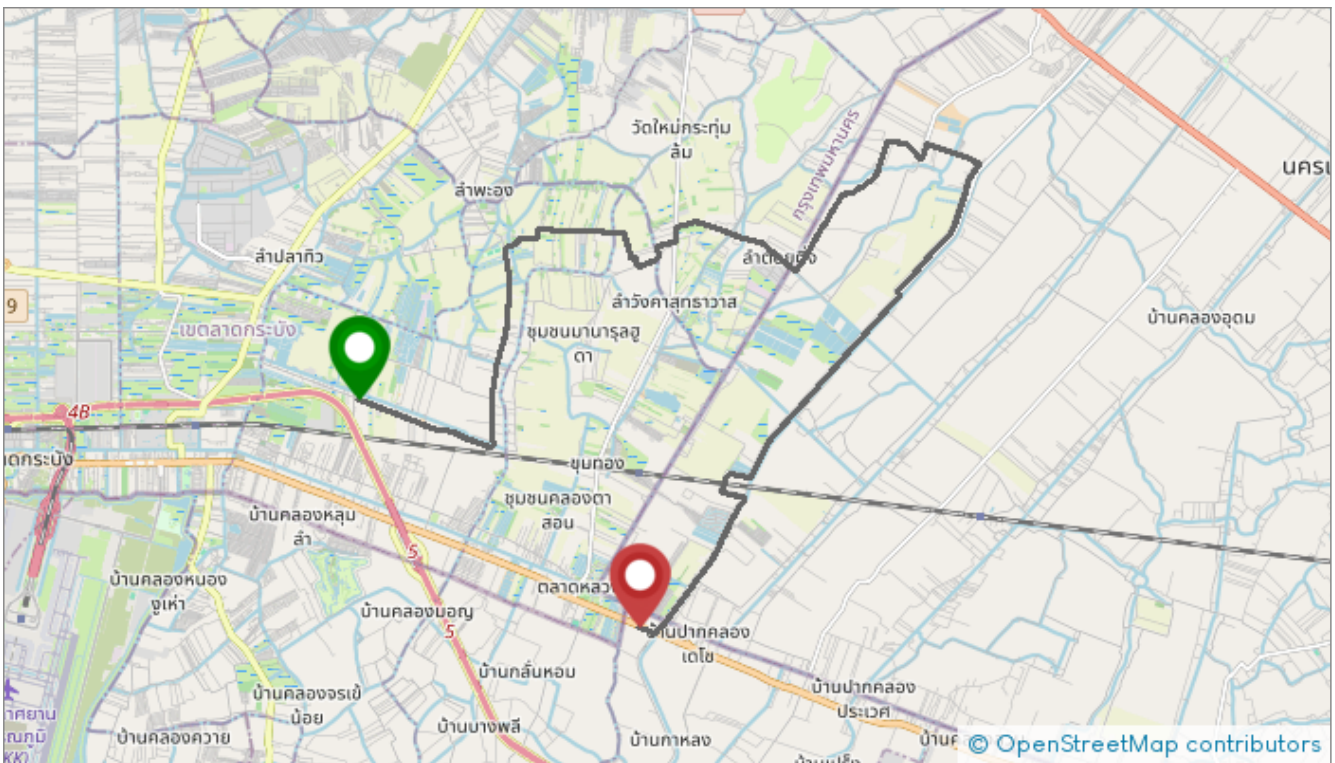 วัดใหม่กระทุ่ม
ล้ม
กรุงเทพมหานคร
ลำพะอง
ลำปลาทิว
ลำต้อยติ่ง
9
เขตลาดกระบัง
ลำวังคาสุทธาวาส
ชุมชนมานารุลฮู
ดา
บ้านคลองอุดม
4B
ขุมทอง
ชุมชนคลองตา
สอน
บ้านคลองหลุม
ลำ
5
บ้านคลองหนอง
งูเห่า
บ้านคลองมอญ
5
บ้านปากคลอง
เดโช
บ้านกลั่นหอม
บ้านคลองจรเข้
น้อย
บ้านปากคลอง
ประเวศ
บ้านบางพลี
บ้านคลองควาย
บ้านกาหลง
© OpenStreetMap contributors